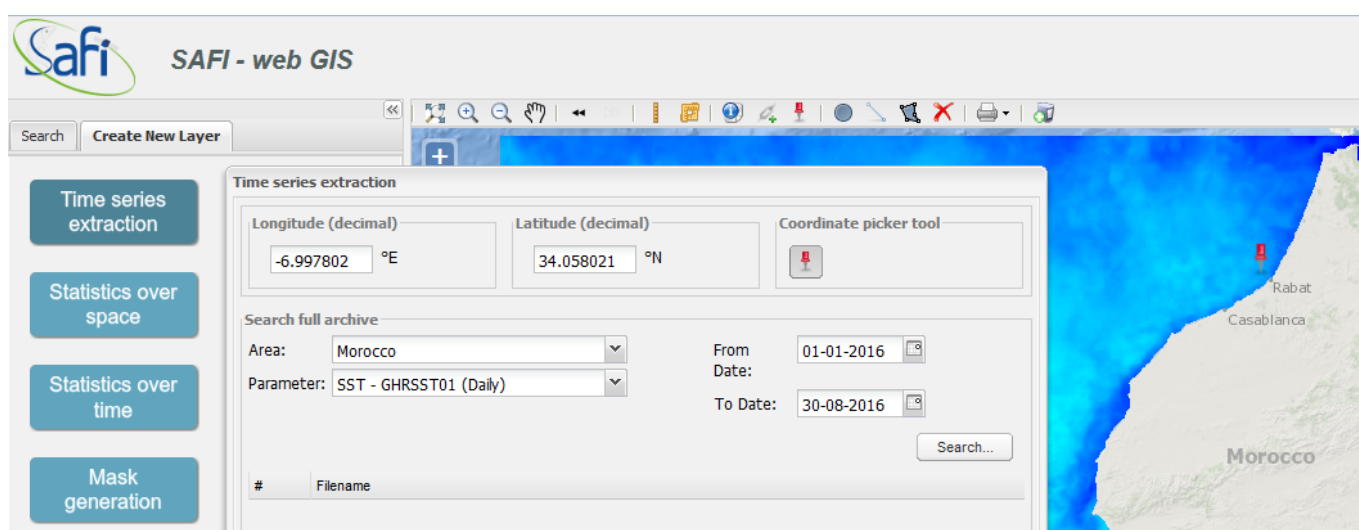 Safi
SAFI - web GIS
Search
Create New Layer
Time series
extraction
Statistics over
space
Statistics over
time
Mask
generation
Time series extraction
Longitude (decimal)
-6.997802 °E
Latitude (decimal)
34.058021 °N
Coordinate picker tool
Search full archive
Area: Morocco
Parameter: SST - GHRSST01 (Daily)
From
Date: 01-01-2016
To Date: 30-08-2016
Search...
# Filename
Rabat
Casablanca
Morocco